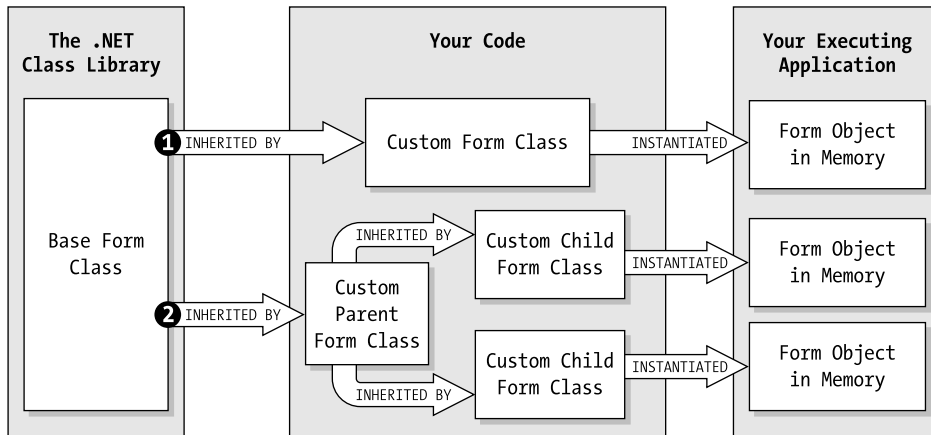 The .NET
Class Library
Your Code
Your Executing
Application
Base Form
Class
1
INHERITED BY
Custom Form Class
INSTANTIATED
Form Object
in Memory
2
INHERITED BY
Custom
Parent
Form Class
INHERITED BY
Custom Child
Form Class
INSTANTIATED
Form Object
in Memory
INHERITED BY
Custom Child
Form Class
INSTANTIATED
Form Object
in Memory